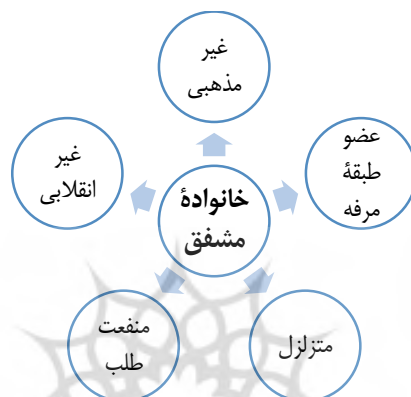 غیر
مذهبی
عضو
طبقۀ
مرفه
غیر
انقلابی
خانوادۀ
مشفق
منفعت
طلب
متزلزل